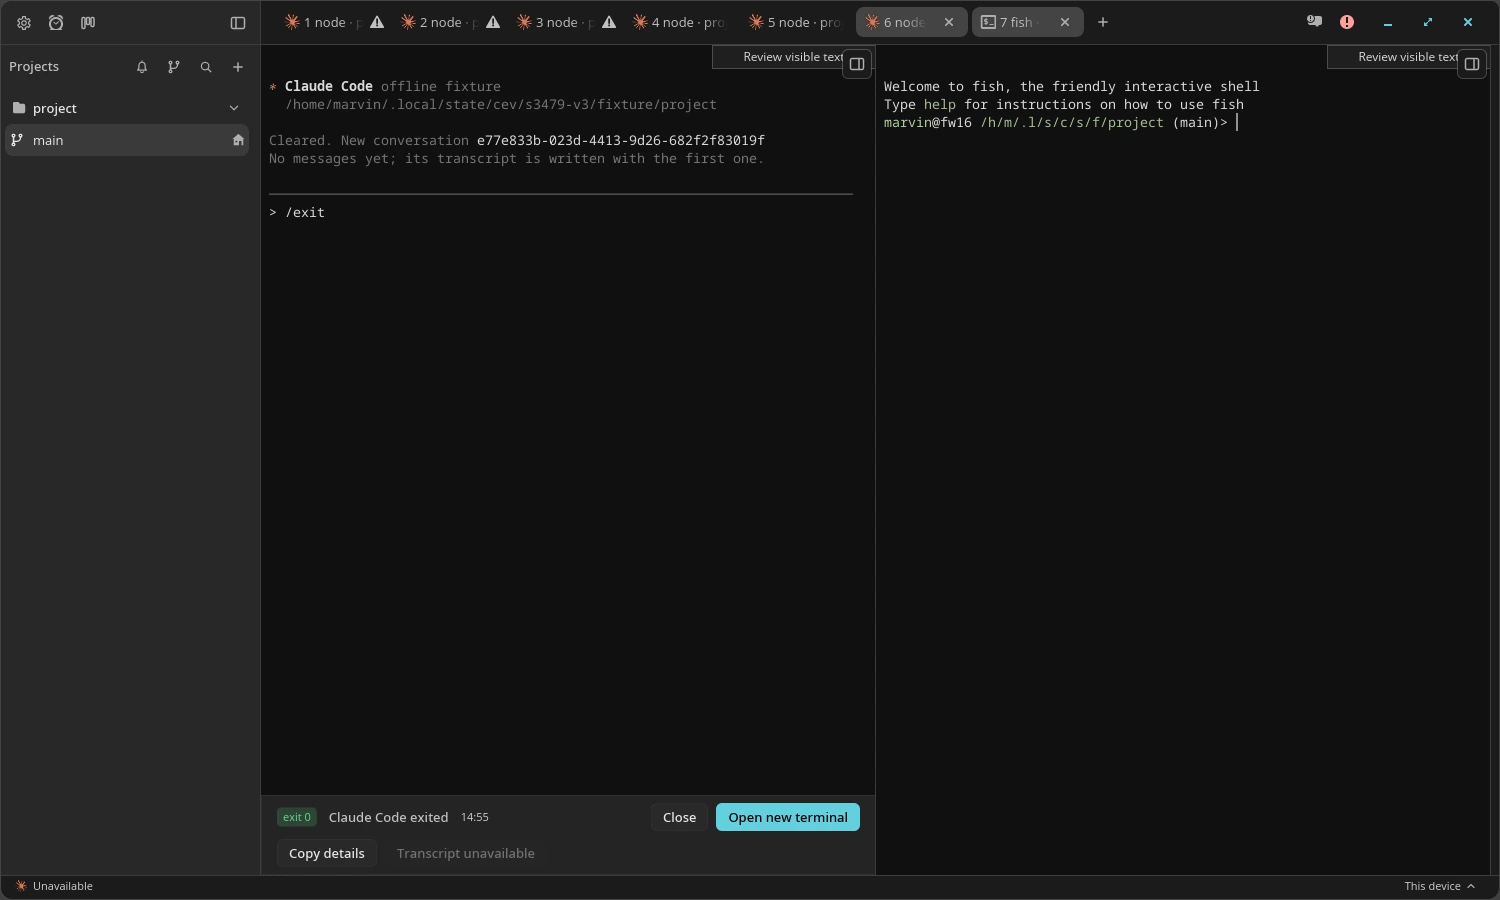 1 node ·
2 node ·
3 node ·
4 node · pro
5 node · pro
6 node
7 fish ·
Projects
project
main
Review visible text
* Claude Code offline fixture
/home/marvin/.local/state/cev/s3479-v3/fixture/project
Cleared. New conversation e77e833b-023d-4413-9d26-682f2f83019f
No messages yet; its transcript is written with the first one.
> /exit
exit 0
Claude Code exited
14:55
Close
Open new terminal
Copy details
Transcript unavailable
Review visible text
Welcome to fish, the friendly interactive shell
Type help for instructions on how to use fish
marvin@fw16 /h/m/.l/s/c/s/f/project (main)>
Unavailable
This device